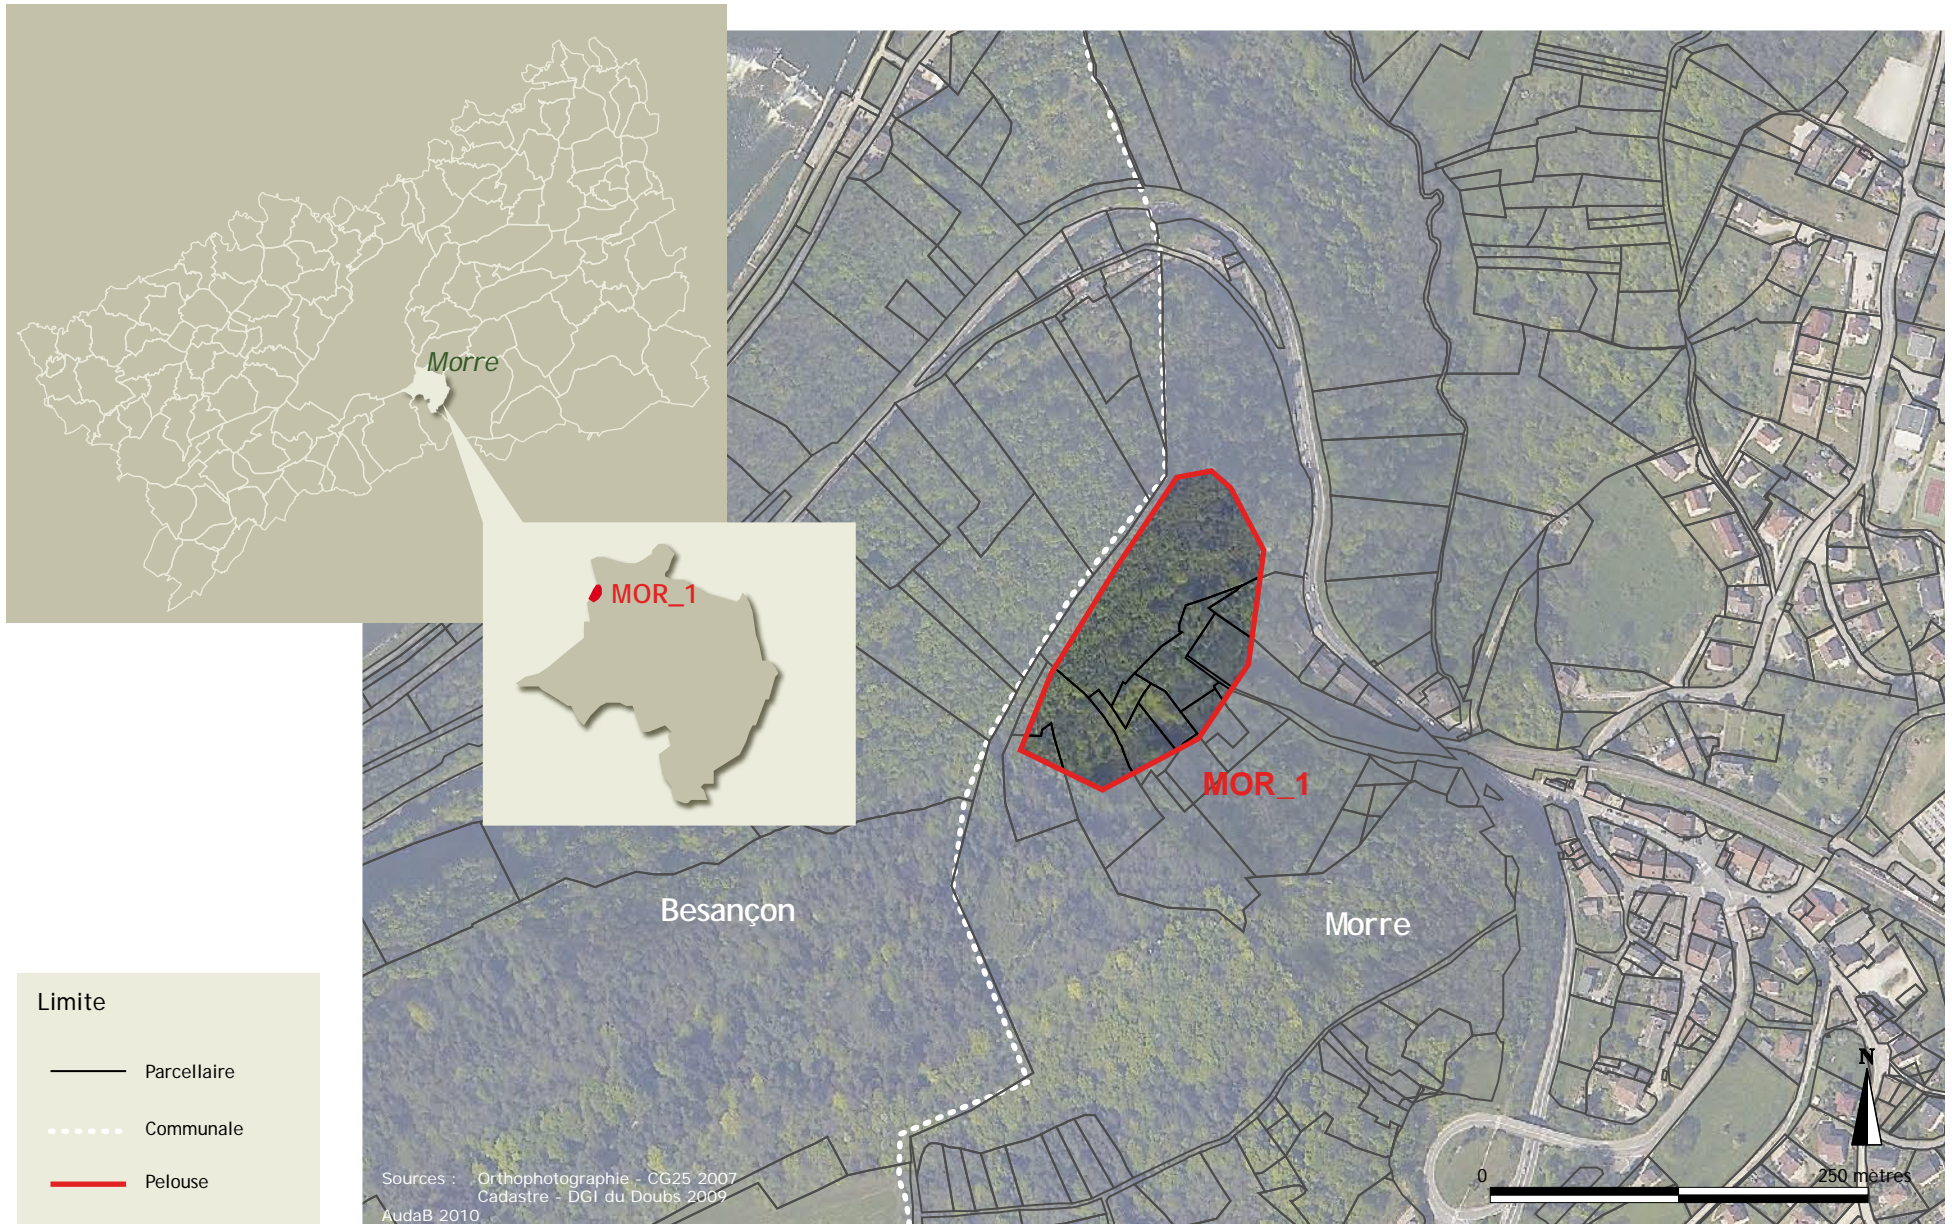 Morre
MOR_1
MOR_1
Besançon
Morre
Limite
Parcellaire
Communale
Pelouse
Sources : Orthophotographie - CG25 2007
Cadastre - DGI du Doubs 2009
AudaB 2010
N
0 250 mètres